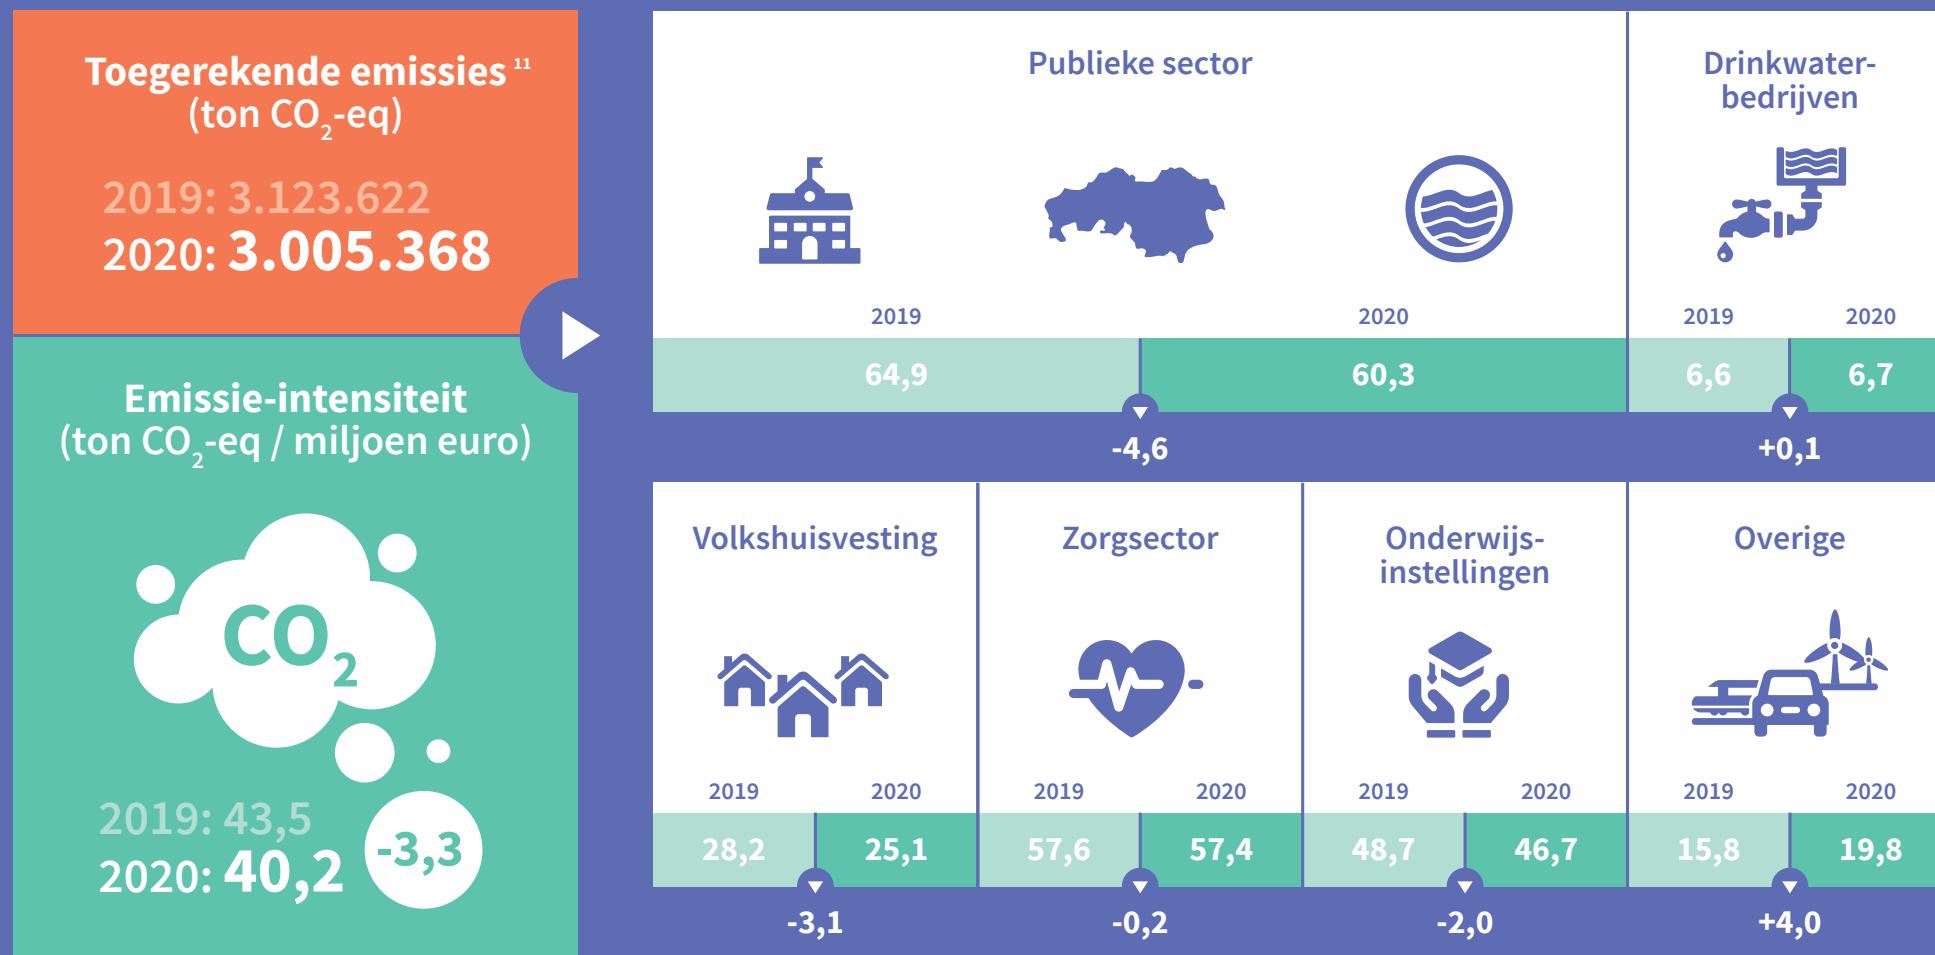 Toegerekende emissies 11
(ton CO2-eq)
2019: 3.123.622
2020: 3.005.368
Emissie-intensiteit
(ton CO2-eq / miljoen euro)
CO2
2019: 43,5
2020: 40,2
-3,3
Publieke sector
2019 2020
64,9 60,3
-4,6
Drinkwater-
bedrijven
2019 2020
6,6 6,7
+0,1
Volkshuisvesting
2019 2020
28,2 25,1
-3,1
Zorgsector
2019 2020
57,6 57,4
-0,2
Onderwijs-
instellingen
2019 2020
48,7 46,7
-2,0
Overige
2019 2020
15,8 19,8
+4,0